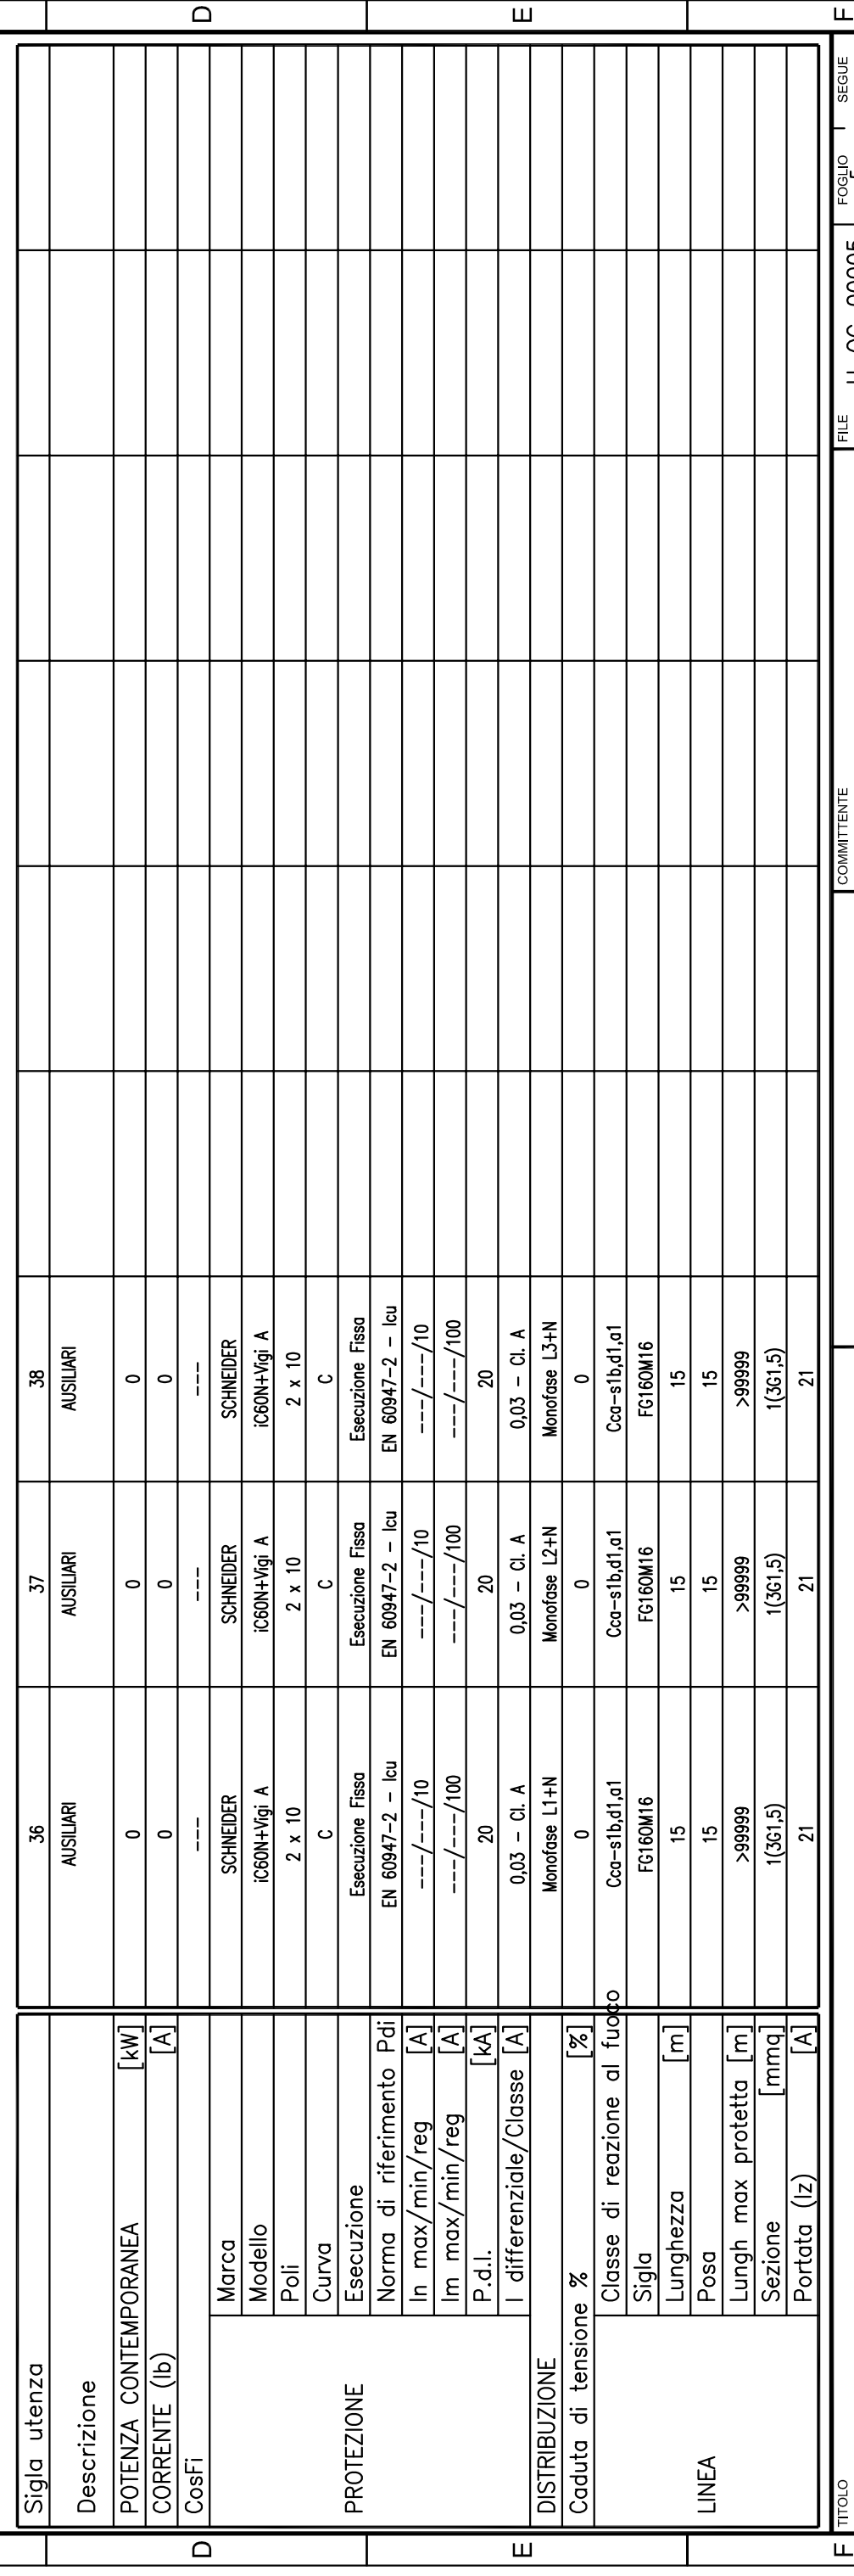 D E F
Sigla utenza 36 37 38
Descrizione AUSILIARI AUSILIARI AUSILIARI
POTENZA CONTEMPORANEA [kW] 0 0 0
CORRENTE (Ib) [A] 0 0 0
CosFi --- --- ---
PROTEZIONE
Marca SCHNEIDER SCHNEIDER SCHNEIDER
Modello iC60N+Vigi A iC60N+Vigi A iC60N+Vigi A
Poli 2 x 10 2 x 10 2 x 10
Curva C C C
Esecuzione Esecuzione Fissa Esecuzione Fissa Esecuzione Fissa
Norma di riferimento Pdi EN 60947-2 - Icu EN 60947-2 - Icu EN 60947-2 - Icu
In max/min/reg [A] ---/---/10 ---/---/10 ---/---/10
Im max/min/reg [A] ---/---/100 ---/---/100 ---/---/100
P.d.I. [kA] 20 20 20
I differenziale/Classe [A] 0,03 - Cl. A 0,03 - Cl. A 0,03 - Cl. A
DISTRIBUZIONE Monofase L1+N Monofase L2+N Monofase L3+N
Caduta di tensione % [%] 0 0 0
LINEA
Classe di reazione al fuoco Cca-s1b,d1,a1 Cca-s1b,d1,a1 Cca-s1b,d1,a1
Sigla FG16OM16 FG16OM16 FG16OM16
Lunghezza [m] 15 15 15
Posa 15 15 15
Lungh max protetta [m] >99999 >99999 >99999
Sezione [mmq] 1(3G1,5) 1(3G1,5) 1(3G1,5)
Portata (Iz) [A] 21 21 21
D E F
TITOLO COMMITTENTE FILE FOGLIO SEGUE